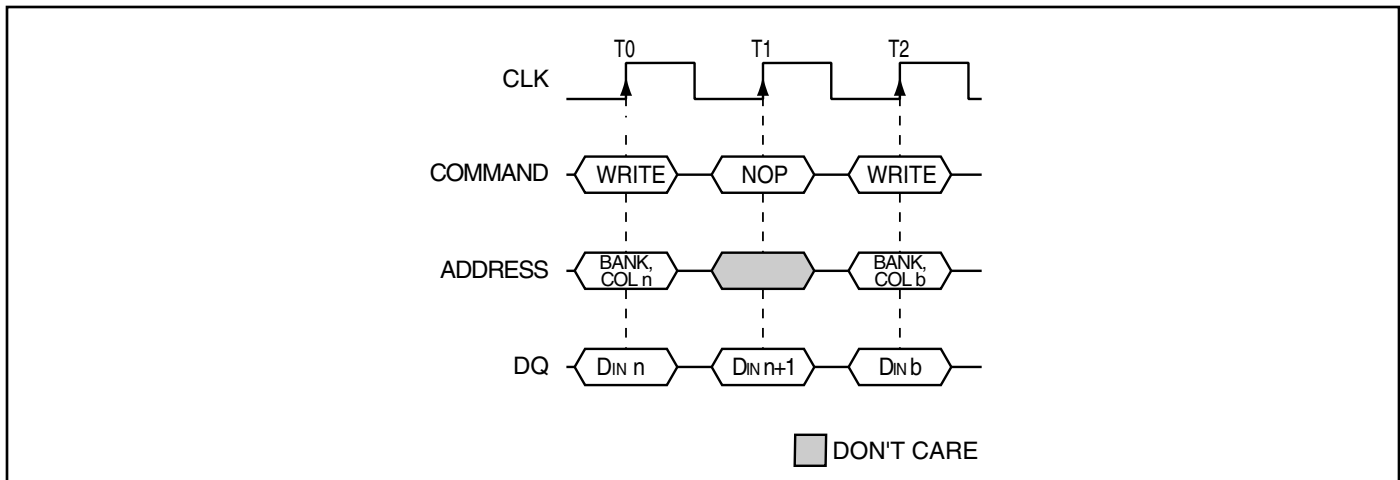 T0 T1 T2
CLK
COMMAND WRITE NOP WRITE
ADDRESS BANK, COL n BANK, COL b
DQ DIN n DIN n+1 DIN b
DON'T CARE